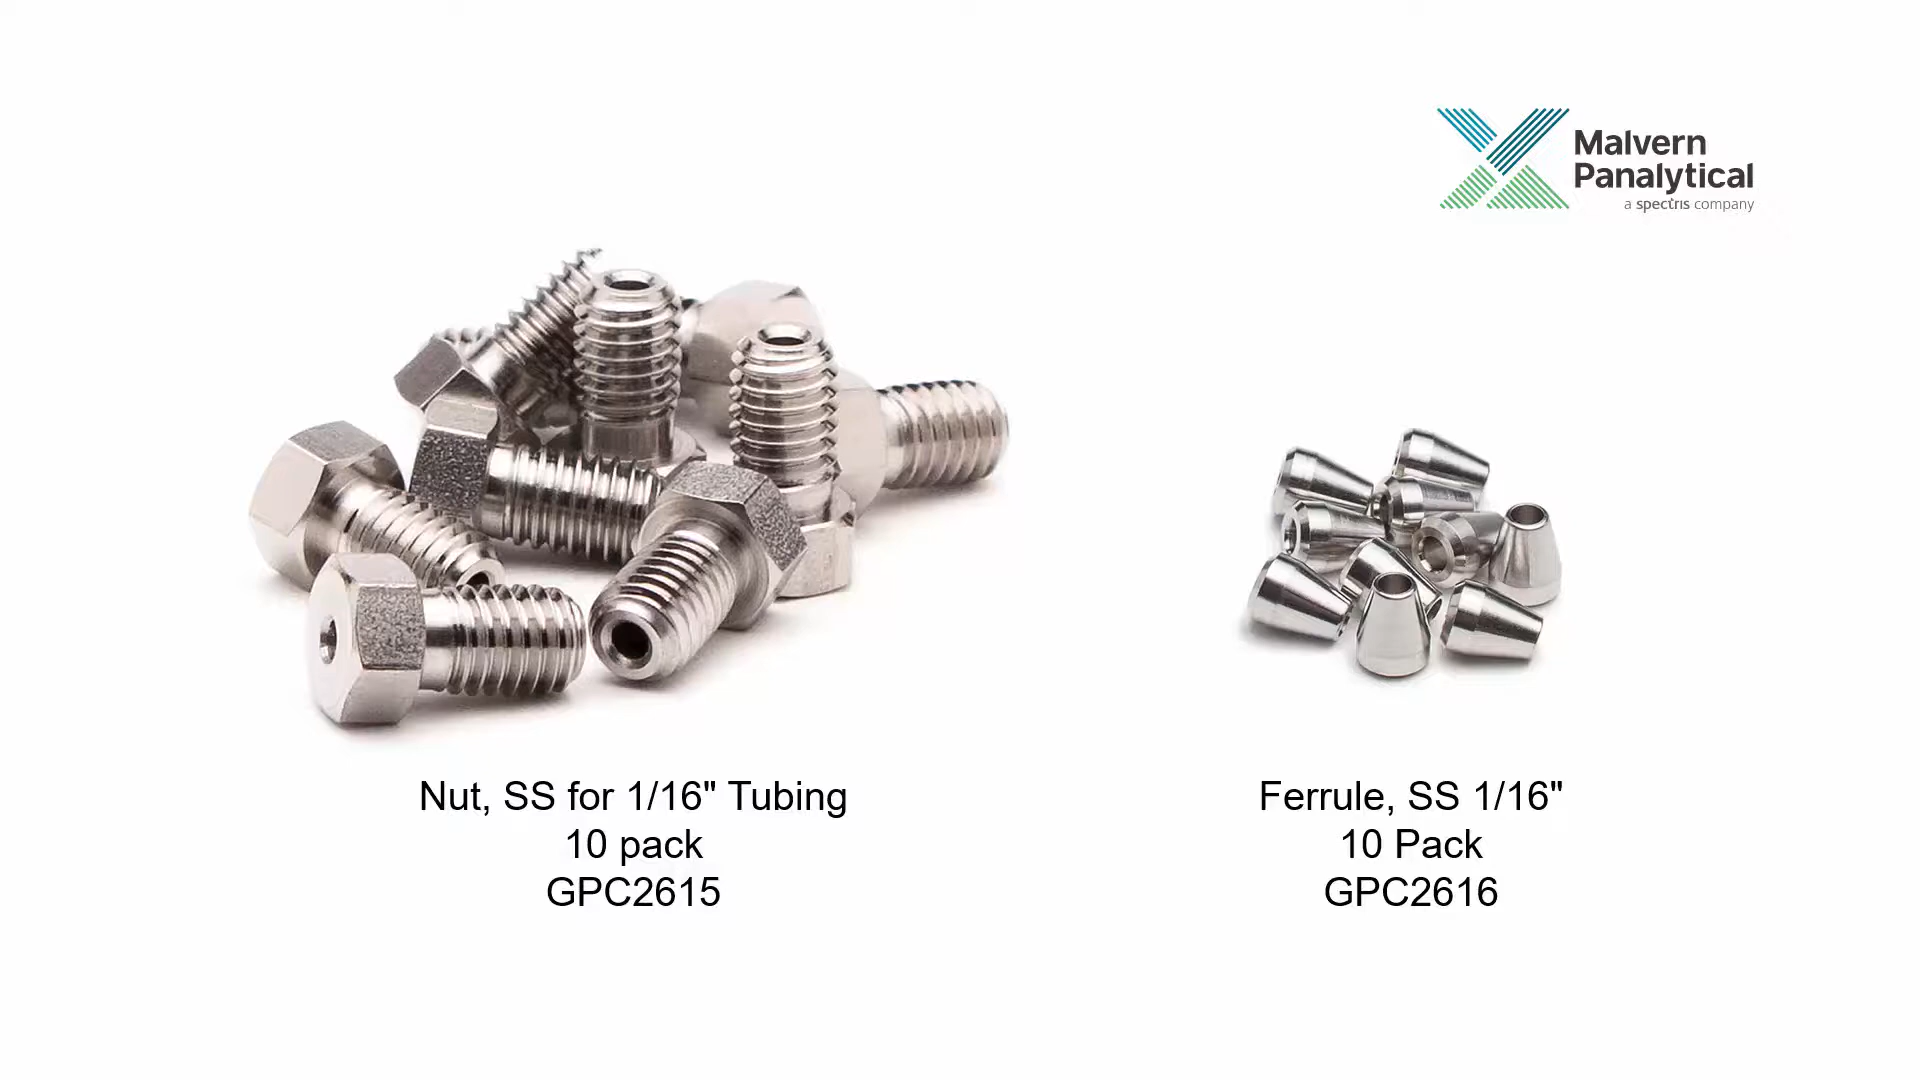 Malvern
Panalytical
a spectris company
Nut, SS for 1/16" Tubing
10 pack
GPC2615
Ferrule, SS 1/16"
10 Pack
GPC2616